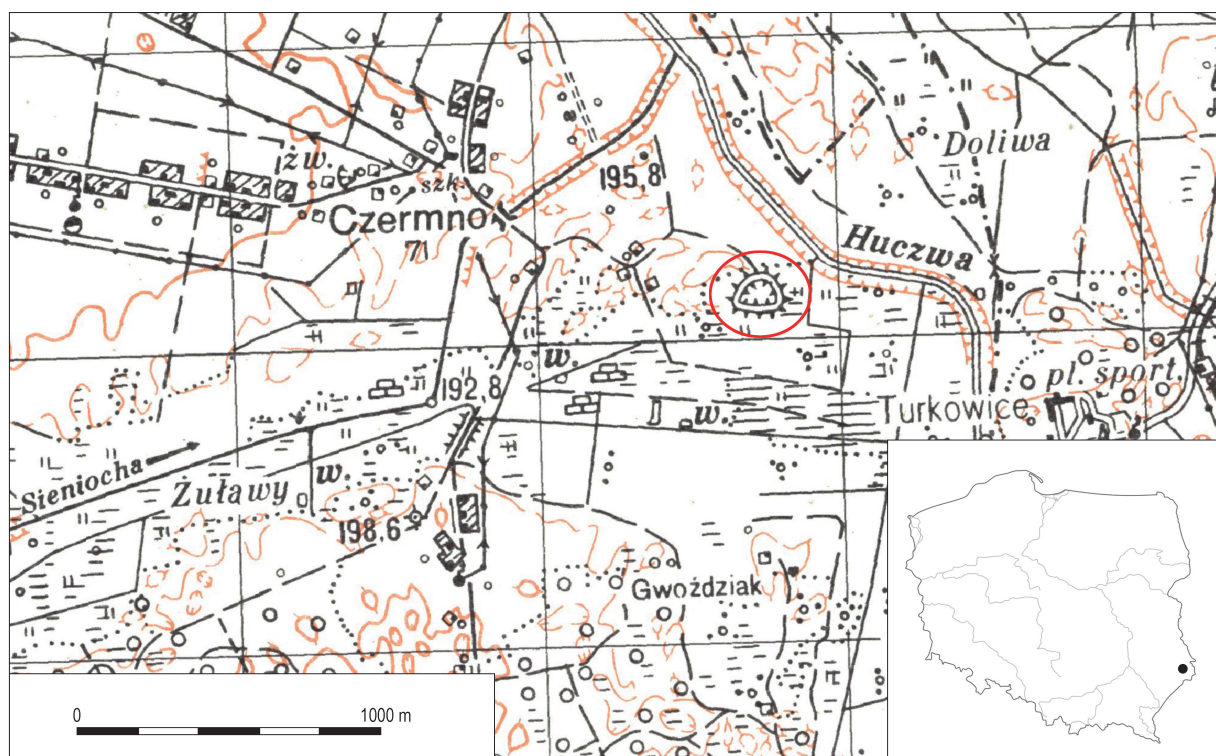 Doliwa
żw.
szk.
195,8
Czermno
71
Huczwa
w.
192,8
pl. sport.
Turkowice
w.
Sieniocha
Żuławy
w.
198,6
Gwoździak
0 1000 m